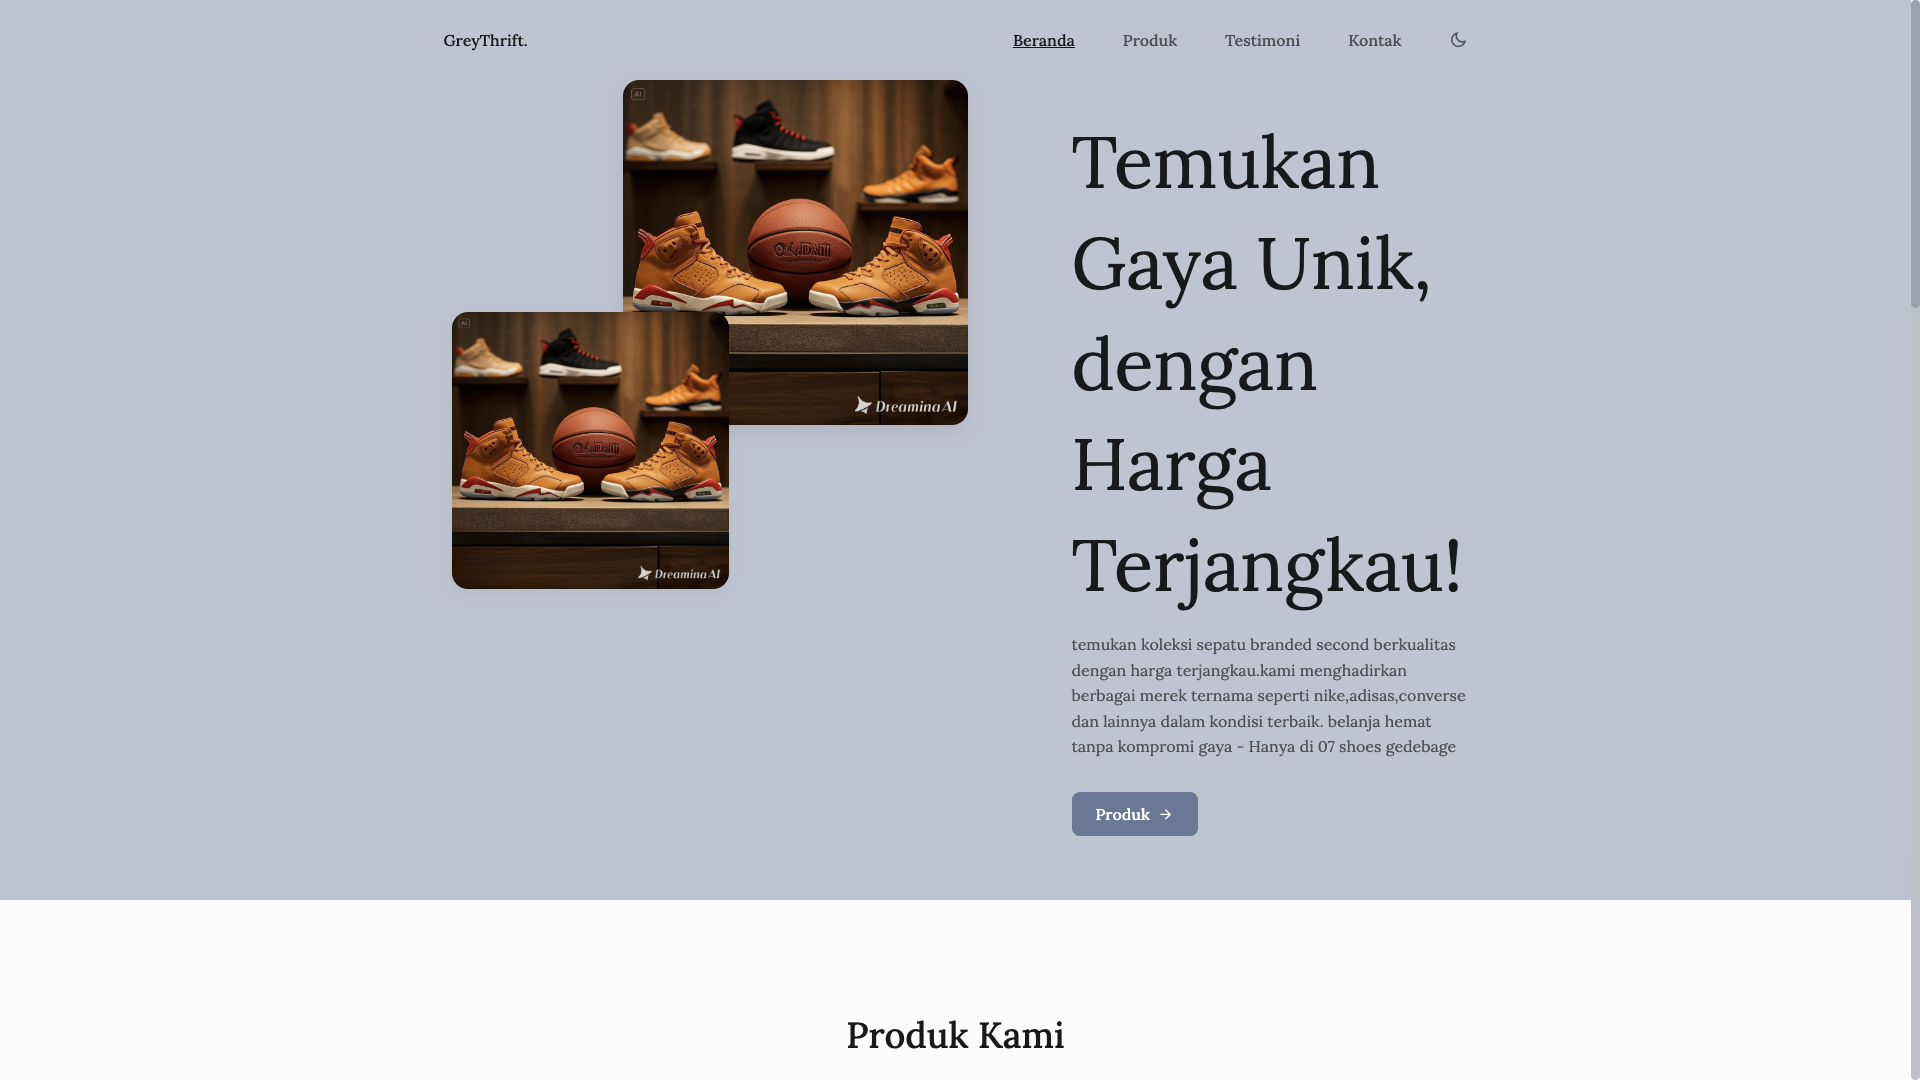 GreyThrift.
Beranda
Produk
Testimoni
Kontak
AI
Dreamina AI
AI
Dreamina AI
Temukan
Gaya Unik,
dengan
Harga
Terjangkau!
temukan koleksi sepatu branded second berkualitas
dengan harga terjangkau.kami menghadirkan
berbagai merek ternama seperti nike,adisas,converse
dan lainnya dalam kondisi terbaik. belanja hemat
tanpa kompromi gaya - Hanya di 07 shoes gedebage
Produk
Produk Kami